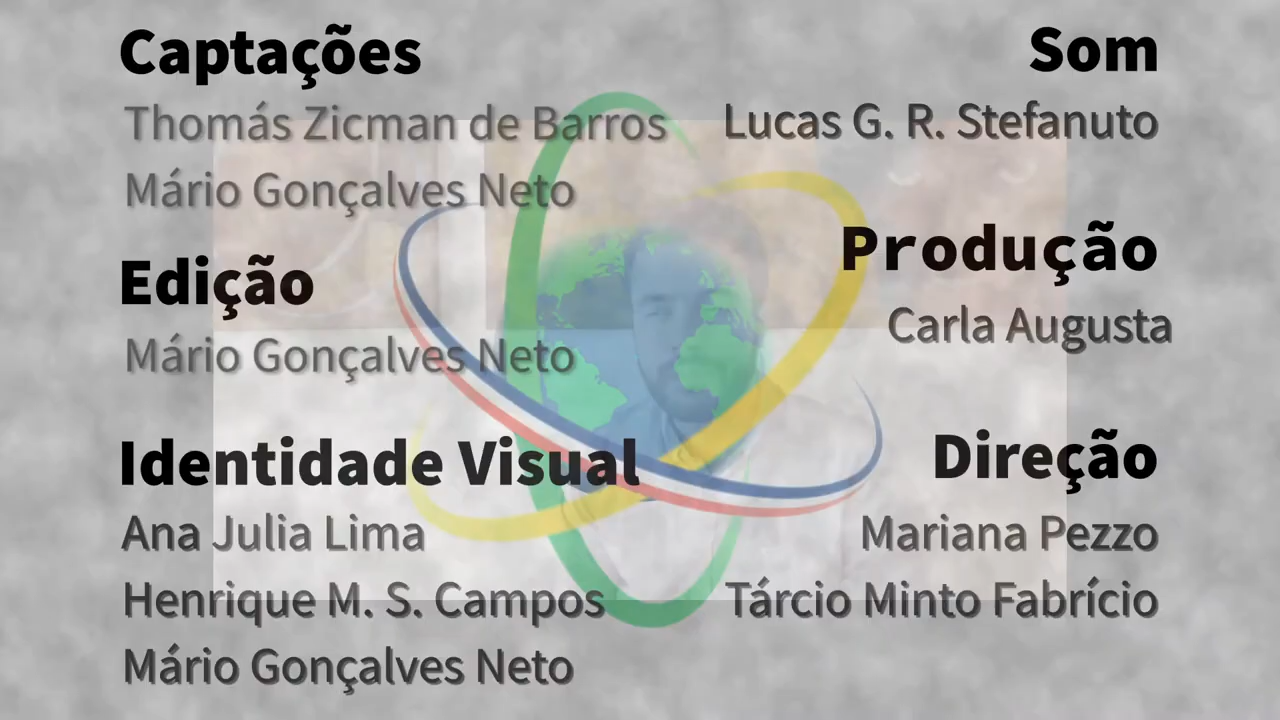 Captações
Thomás Zicman de Barros
Mário Gonçalves Neto
Edição
Mário Gonçalves Neto
Identidade Visual
Ana Julia Lima
Henrique M. S. Campos
Mário Gonçalves Neto
Som
Lucas G. R. Stefanuto
Produção
Carla Augusta
Direção
Mariana Pezzo
Tárcio Minto Fabrício